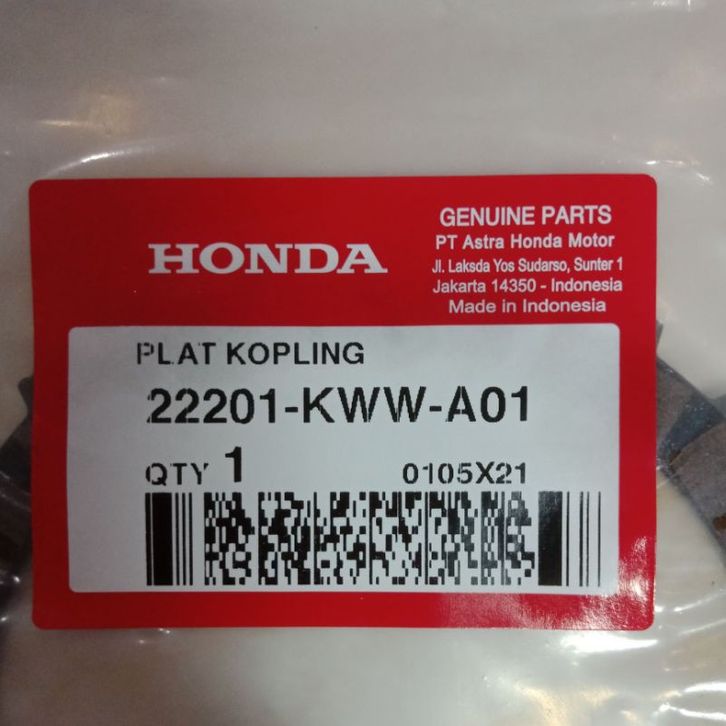 HONDA
GENUINE PARTS
PT Astra Honda Motor
Jl. Laksda Yos Sudarso, Sunter 1
Jakarta 14350 - Indonesia
Made in Indonesia
PLAT KOPLING
22201-KWW-A01
QTY 1 0105X21